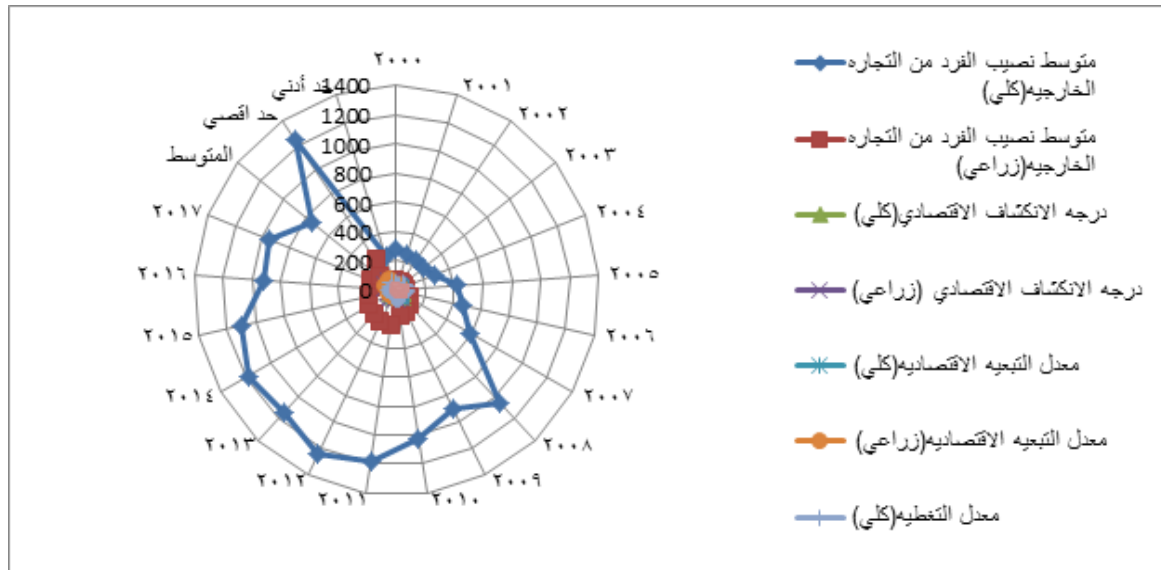 ٢٠٠٠
٢٠٠١
٢٠٠٢
٢٠٠٣
٢٠٠٤
٢٠٠٥
٢٠٠٦
٢٠٠٧
٢٠٠٨
٢٠٠٩
٢٠١٠
٢٠١١
٢٠١٢
٢٠١٣
٢٠١٤
٢٠١٥
٢٠١٦
٢٠١٧
المتوسط
حد اقصي
حد أدني
1400
1200
1000
800
600
400
200
0
متوسط نصيب الفرد من التجاره
الخارجيه(كلي)
متوسط نصيب الفرد من التجاره
الخارجيه(زراعي)
درجه الانكشاف الاقتصادي(كلي)
درجه الانكشاف الاقتصادي (زراعي)
معدل التبعيه الاقتصاديه(كلي)
معدل التبعيه الاقتصاديه(زراعي)
معدل التغطيه(كلي)